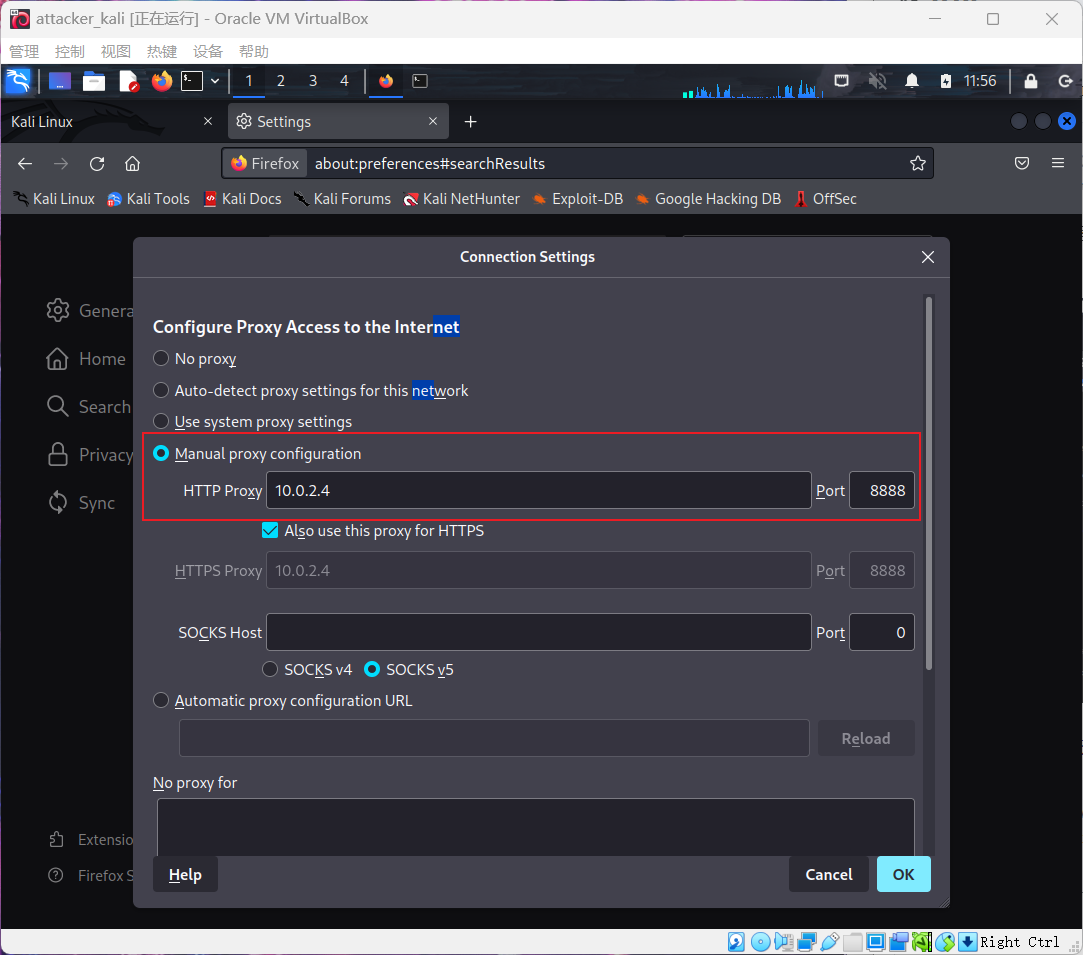 attacker_kali [正在运行] - Oracle VM VirtualBox
管理 控制 视图 热键 设备 帮助
1 2 3 4 11:56
Kali Linux Settings
Firefox about:preferences#searchResults
Kali Linux Kali Tools Kali Docs Kali Forums Kali NetHunter Exploit-DB Google Hacking DB OffSec
Connection Settings
Genera
Configure Proxy Access to the Internet
No proxy
Home
Auto-detect proxy settings for this network
Search
Use system proxy settings
Privacy
Manual proxy configuration
HTTP Proxy 10.0.2.4 Port 8888
Sync
Also use this proxy for HTTPS
HTTPS Proxy 10.0.2.4 Port 8888
SOCKS Host Port 0
SOCKS v4 SOCKS v5
Automatic proxy configuration URL
Reload
No proxy for
Extensio
Help Cancel OK
Firefox S
Right Ctrl